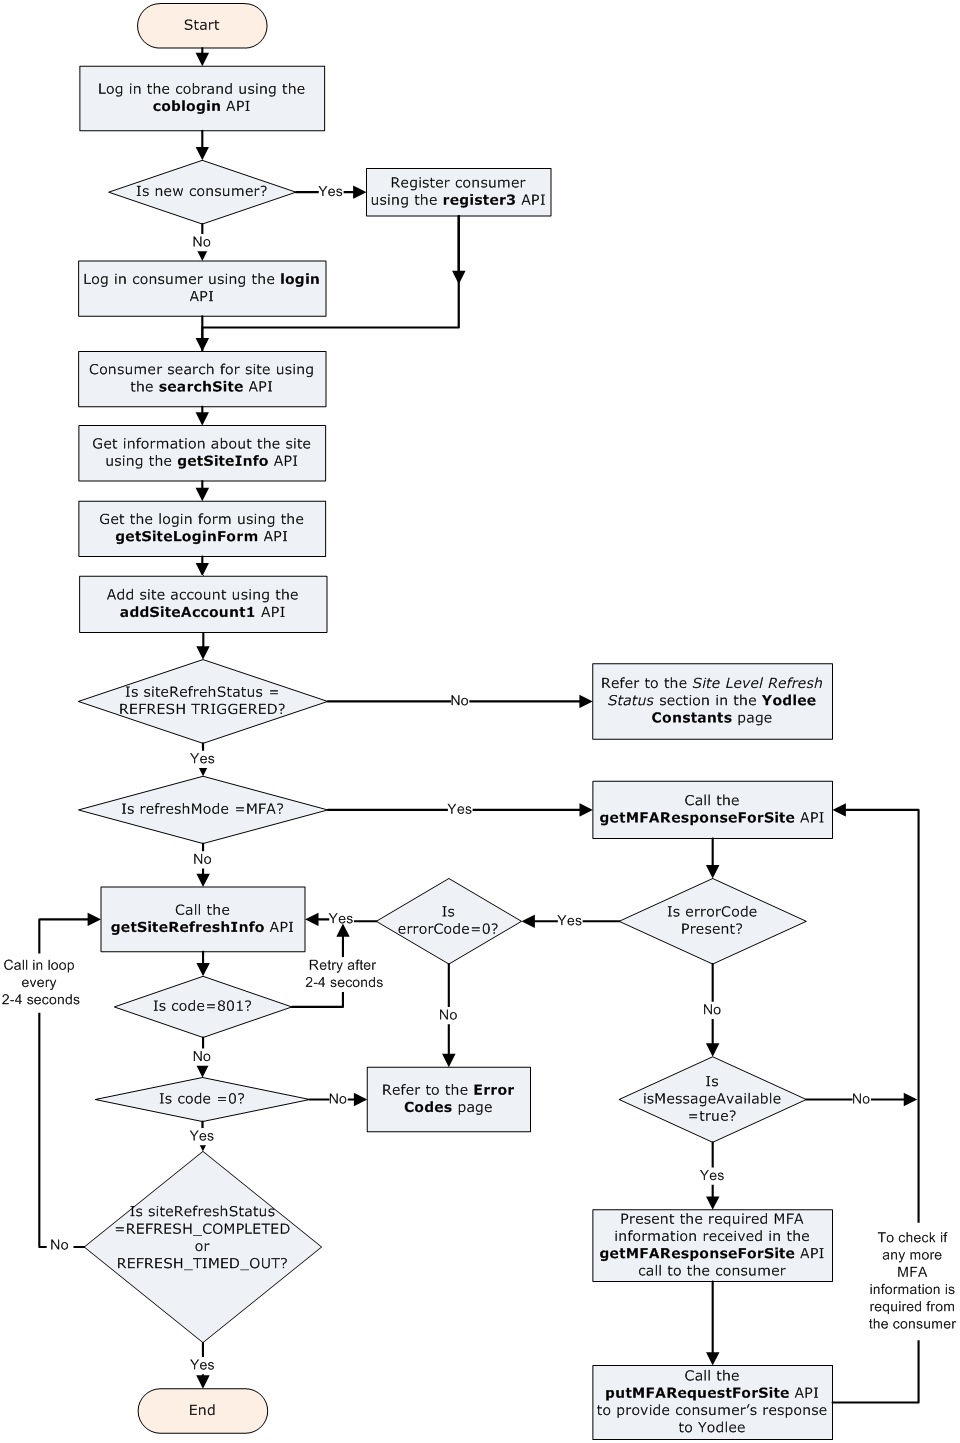 Start
Log in the cobrand using the
coblogin API
Is new consumer?
Yes
Register consumer
using the register3 API
No
Log in consumer using the login
API
Consumer search for site using
the searchSite API
Get information about the site
using the getSiteInfo API
Get the login form using the
getSiteLoginForm API
Add site account using the
addSiteAccount1 API
Is siteRefrehStatus =
REFRESH TRIGGERED?
No
Refer to the Site Level Refresh
Status section in the Yodlee
Constants page
Yes
Is refreshMode =MFA?
Yes
Call the
getMFAResponseForSite API
No
Call the
getSiteRefreshInfo API
Yes
Is
errorCode=0?
Yes
Is errorCode
Present?
Call in loop
every
2-4 seconds
Retry after
2-4 seconds
Is code=801?
No
No
No
Is code =0?
No
Refer to the Error
Codes page
Is
isMessageAvailable
=true?
No
Yes
Yes
Is siteRefreshStatus
=REFRESH_COMPLETED
or
REFRESH_TIMED_OUT?
No
Present the required MFA
information received in the
getMFAResponseForSite API
call to the consumer
To check if
any more
MFA
information is
required from
the consumer
Yes
End
Call the
putMFARequestForSite API
to provide consumer's response
to Yodlee